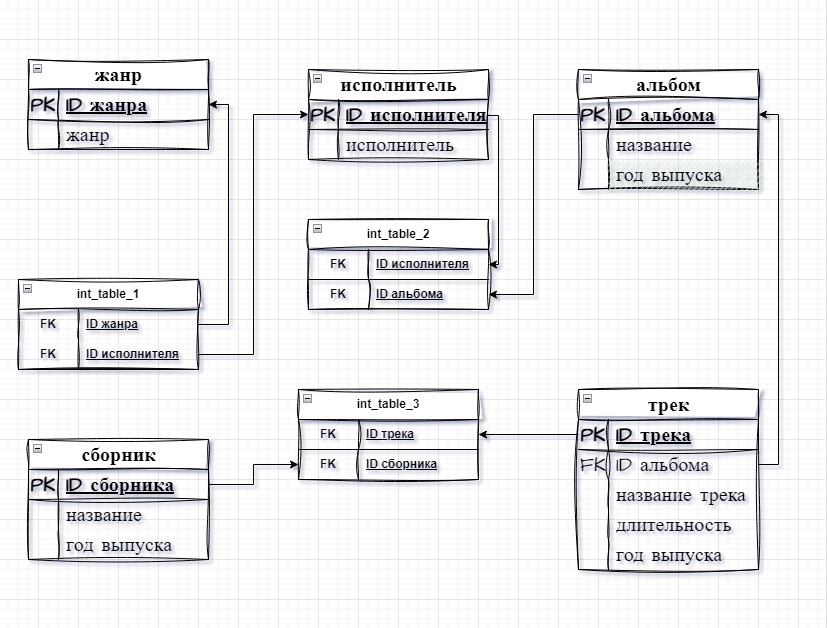 жанр
PK ID жанра
жанр
исполнитель
PK ID исполнителя
исполнитель
альбом
PK ID альбома
название
год выпуска
int_table_2
FK ID исполнителя
FK ID альбома
int_table_1
FK ID жанра
FK ID исполнителя
int_table_3
FK ID трека
FK ID сборника
трек
PK ID трека
FK ID альбома
название трека
длительность
год выпуска
сборник
PK ID сборника
название
год выпуска